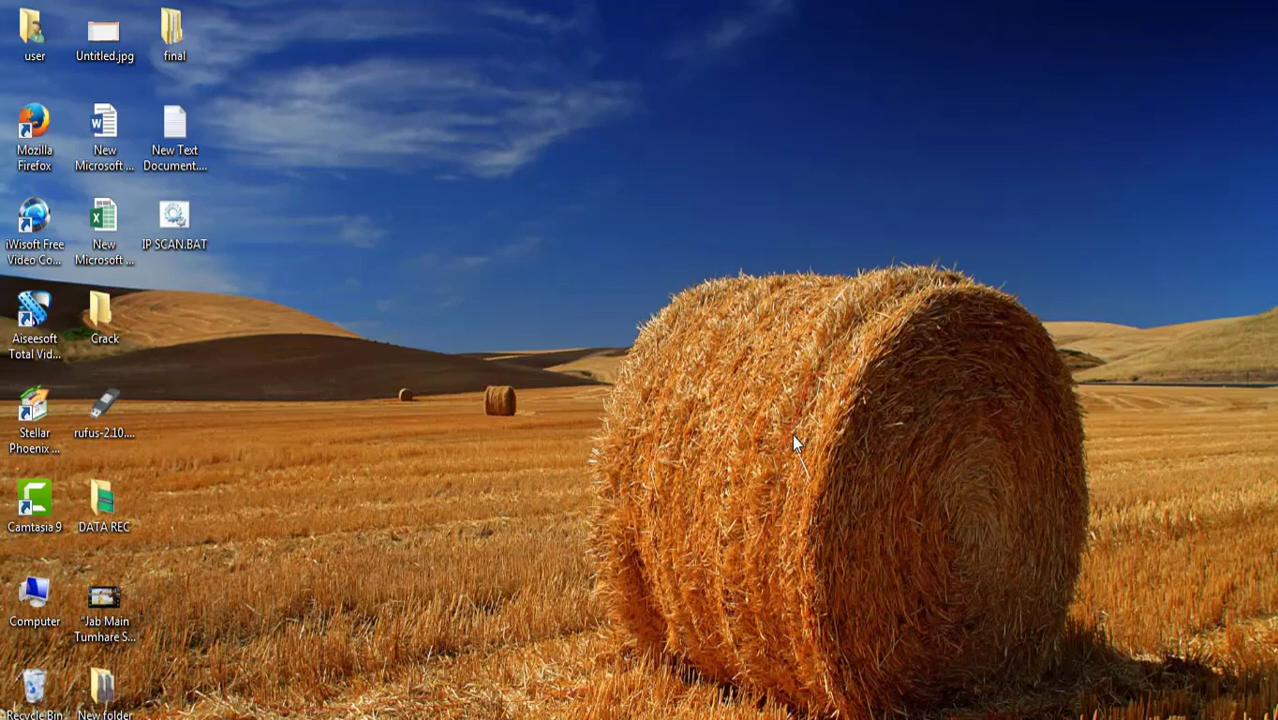 user
Untitled.jpg
final
Mozilla
Firefox
New
Microsoft ...
New Text
Document....
iWisoft Free
Video Co...
New
Microsoft ...
IP SCAN.BAT
Aiseesoft
Total Vid...
Crack
Stellar
Phoenix ...
rufus-2.10....
Camtasia 9
DATA REC
Computer
"Jab Main
Tumhare S...
Recycle Bin
New folder